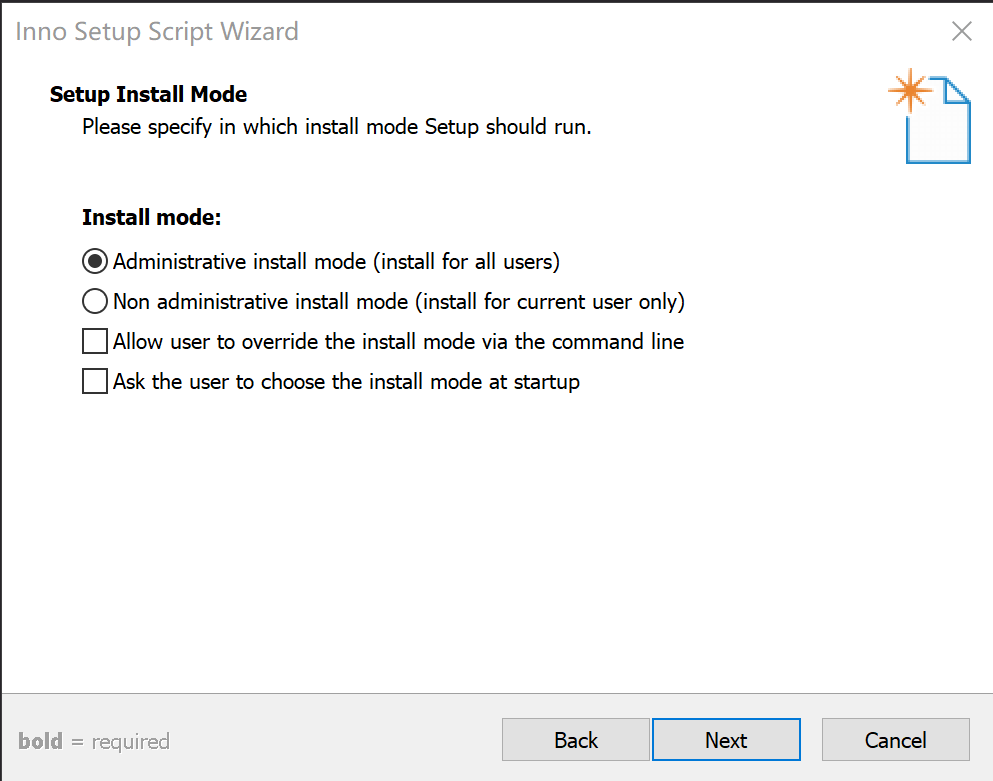 Inno Setup Script Wizard
Setup Install Mode
Please specify in which install mode Setup should run.
Install mode:
Administrative install mode (install for all users)
Non administrative install mode (install for current user only)
Allow user to override the install mode via the command line
Ask the user to choose the install mode at startup
bold = required
Back
Next
Cancel